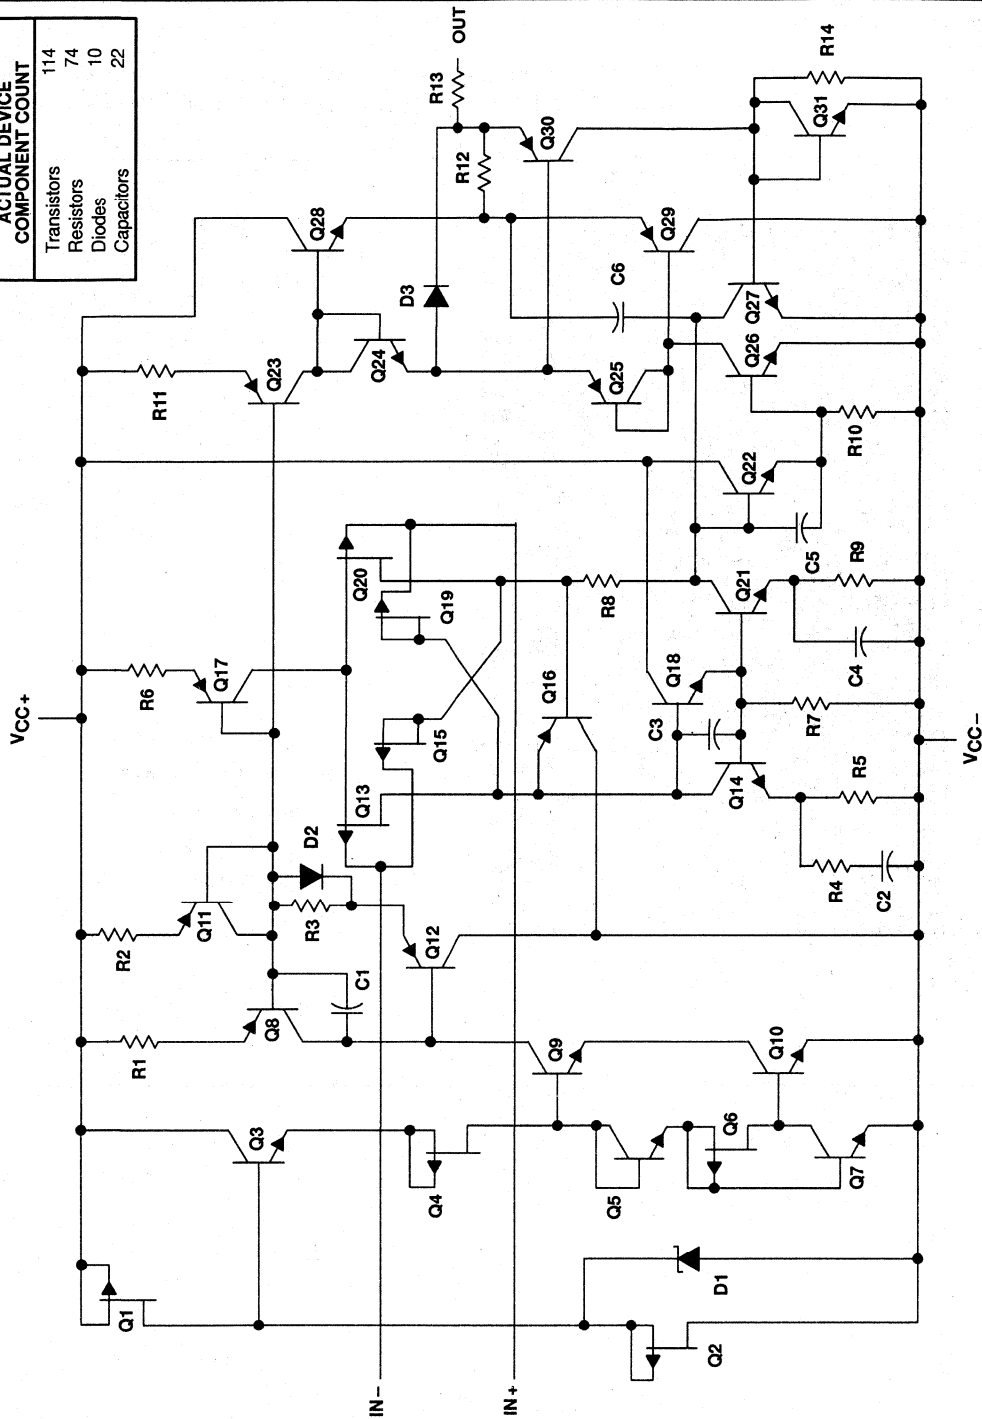 ACTUAL DEVICE
COMPONENT COUNT
Transistors 114
Resistors 74
Diodes 10
Capacitors 22
VCC+
R1
R2
R6
R11
Q1
Q3
Q8
Q11
Q17
Q23
Q28
C1
R3
D2
Q12
Q13
Q15
Q19
Q20
Q24
D3
R12
R13
OUT
Q4
Q9
Q16
R8
Q25
Q30
C6
Q29
IN−
IN+
Q5
Q6
Q10
Q7
C3
Q18
Q14
Q21
Q22
Q26
Q27
Q31
R14
D1
Q2
R4
C2
R5
R7
C4
R9
C5
R10
VCC−